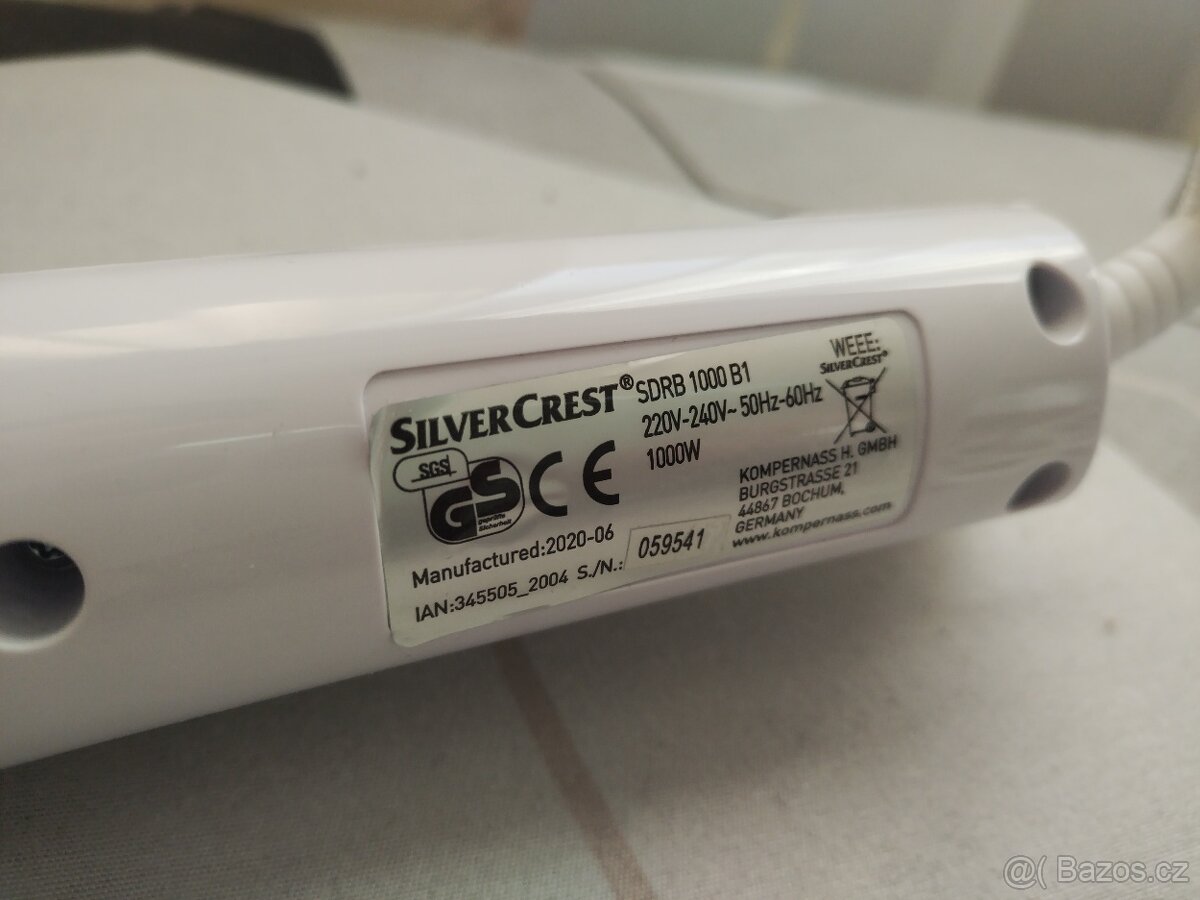 SILVERCREST® SDRB 1000 B1
220V-240V~ 50Hz-60Hz
1000W
WEEE:
SILVERCREST®
SGS
GS
geprüfte
Sicherheit
CE
KOMPERNASS H. GMBH
BURGSTRASSE 21
44867 BOCHUM,
GERMANY
www.kompernass.com
Manufactured:2020-06
IAN:345505_2004 S./N.: 059541
@( Bazos.cz